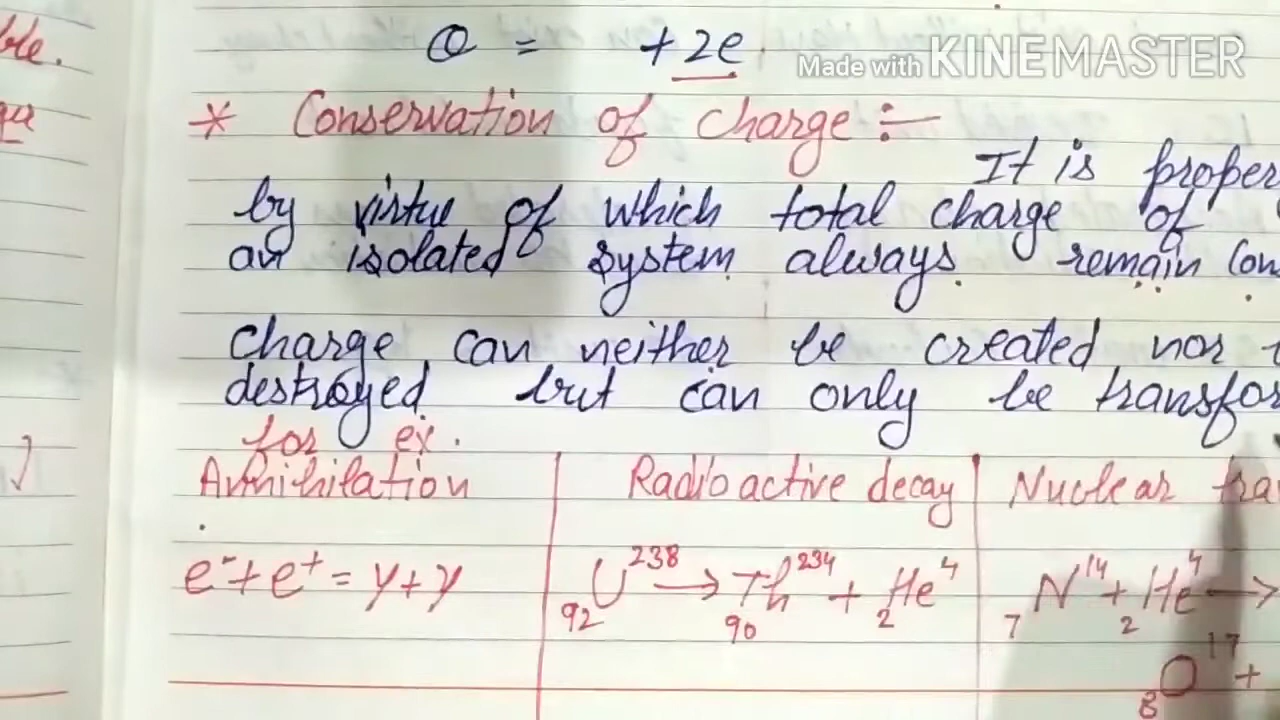 ble.
Q = +2e
Made with KINEMASTER
* Conservation of charge :-
It is proper
by virtue of which total charge of
an isolated system always remain Con
Charge can neither be created nor
destroyed but can only be transfor
for ex.
Annihilation | Radioactive decay | Nuclear tra
e⁻ + e⁺ = γ + γ | ₉₂U²³⁸ → ₉₀Th²³⁴ + ₂He⁴ | ₇N¹⁴ + ₂He⁴ →
₈O¹⁷ +